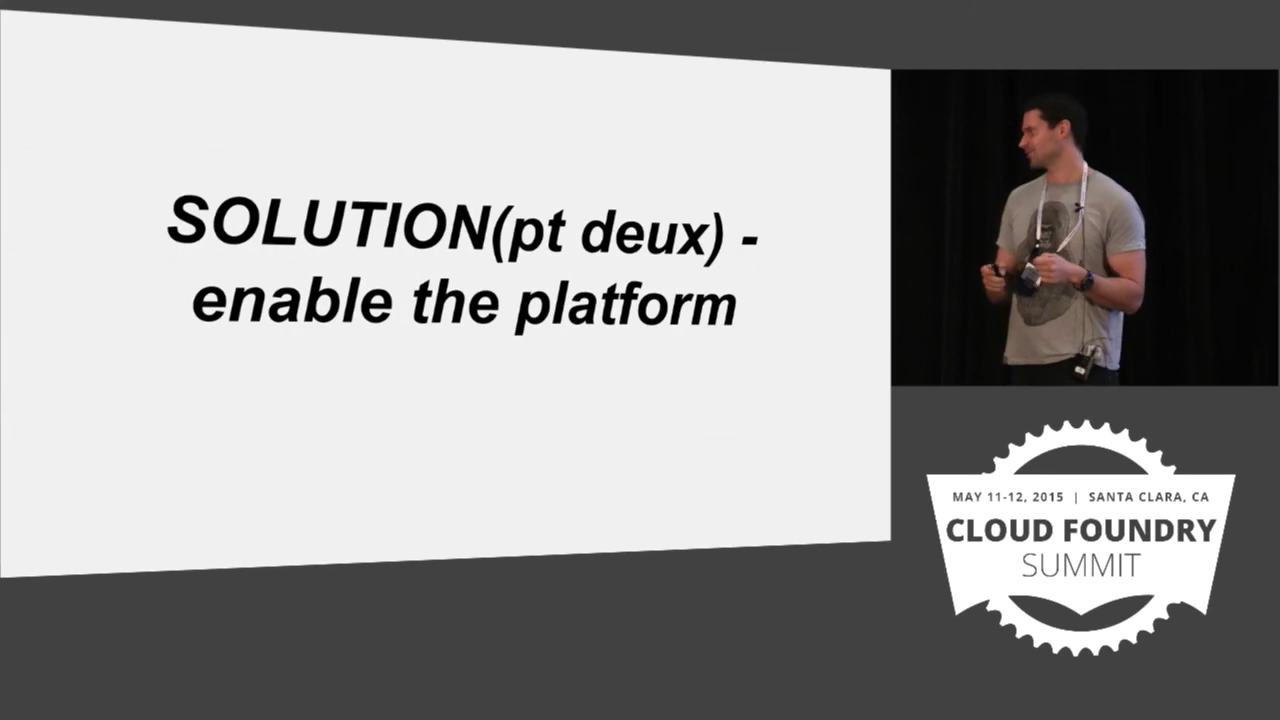 SOLUTION(pt deux) -
enable the platform
MAY 11-12, 2015 | SANTA CLARA, CA
CLOUD FOUNDRY
SUMMIT